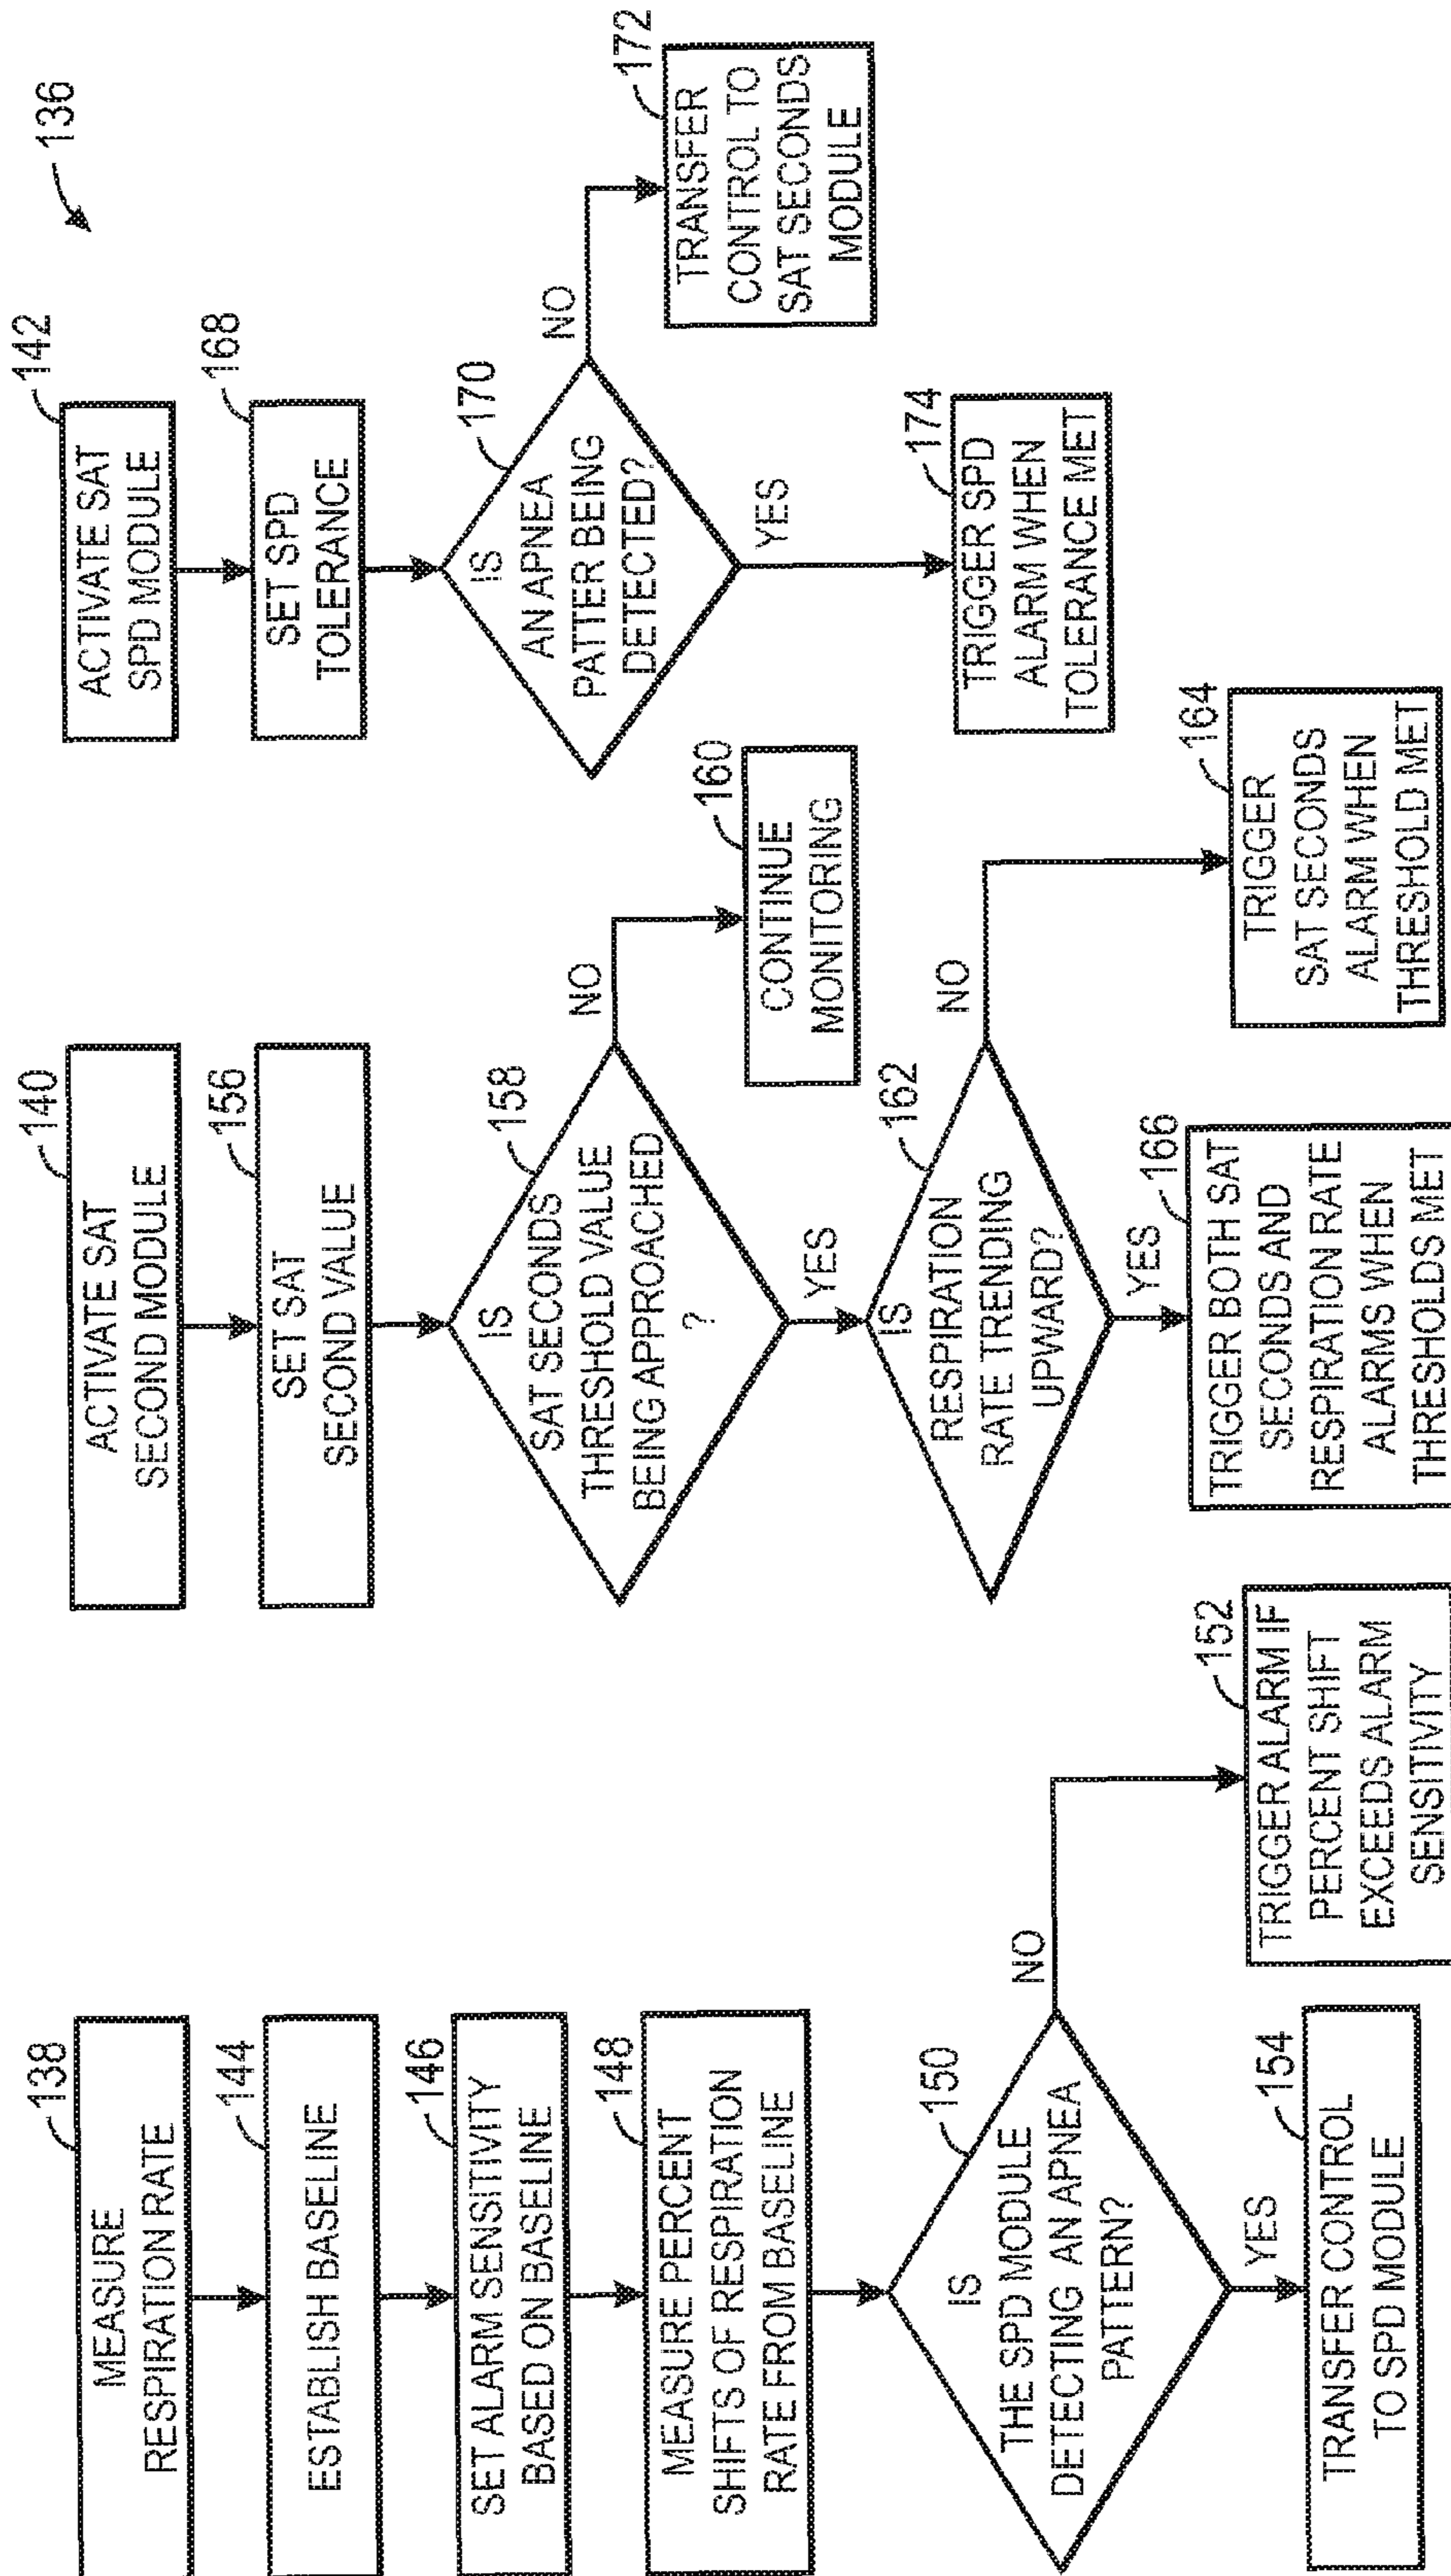 136
138
MEASURE
RESPIRATION RATE
144
ESTABLISH BASELINE
146
SET ALARM SENSITIVITY
BASED ON BASELINE
148
MEASURE PERCENT
SHIFTS OF RESPIRATION
RATE FROM BASELINE
150
IS
THE SPD MODULE
DETECTING AN APNEA
PATTERN?
NO
152
TRIGGER ALARM IF
PERCENT SHIFT
EXCEEDS ALARM
SENSITIVITY
YES
154
TRANSFER CONTROL
TO SPD MODULE
140
ACTIVATE SAT
SECOND MODULE
156
SET SAT
SECOND VALUE
158
IS
SAT SECONDS
THRESHOLD VALUE
BEING APPROACHED
?
NO
160
CONTINUE
MONITORING
YES
162
IS
RESPIRATION
RATE TRENDING
UPWARD?
NO
164
TRIGGER
SAT SECONDS
ALARM WHEN
THRESHOLD MET
YES
166
TRIGGER BOTH SAT
SECONDS AND
RESPIRATION RATE
ALARMS WHEN
THRESHOLDS MET
142
ACTIVATE SAT
SPD MODULE
168
SET SPD
TOLERANCE
170
IS
AN APNEA
PATTER BEING
DETECTED?
NO
172
TRANSFER
CONTROL TO
SAT SECONDS
MODULE
YES
174
TRIGGER SPD
ALARM WHEN
TOLERANCE MET